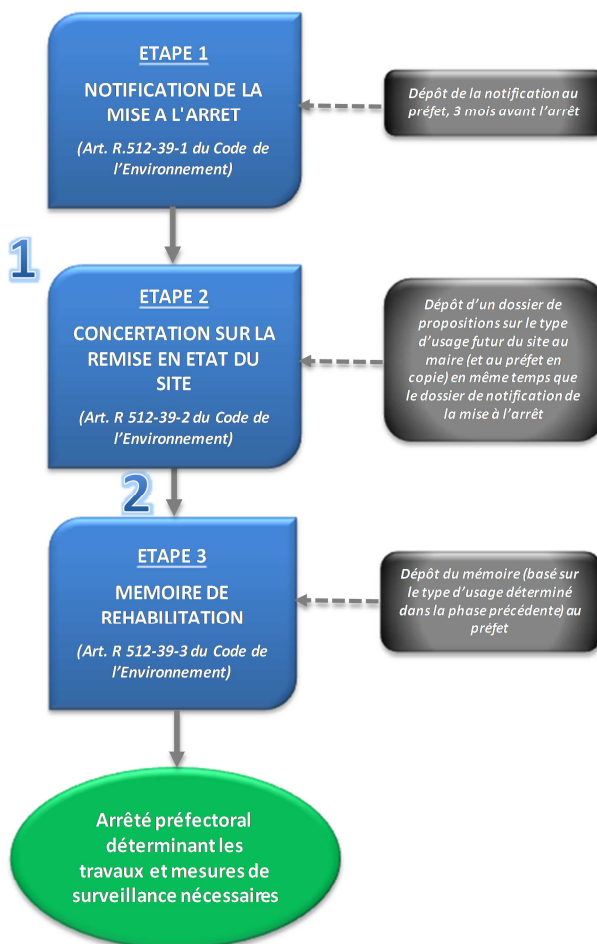 ETAPE 1
NOTIFICATION DE LA
MISE A L'ARRET
(Art. R.512-39-1 du Code de
l'Environnement)
Dépôt de la notification au
préfet, 3 mois avant l'arrêt
1
ETAPE 2
CONCERTATION SUR LA
REMISE EN ETAT DU
SITE
(Art. R 512-39-2 du Code de
l'Environnement)
Dépôt d'un dossier de
propositions sur le type
d'usage futur du site au
maire (et au préfet en
copie) en même temps que
le dossier de notification de
la mise à l'arrêt
2
ETAPE 3
MEMOIRE DE
REHABILITATION
(Art. R 512-39-3 du Code de
l'Environnement)
Dépôt du mémoire (basé sur
le type d'usage déterminé
dans la phase précédente) au
préfet
Arrêté préfectoral
déterminant les
travaux et mesures de
surveillance nécessaires